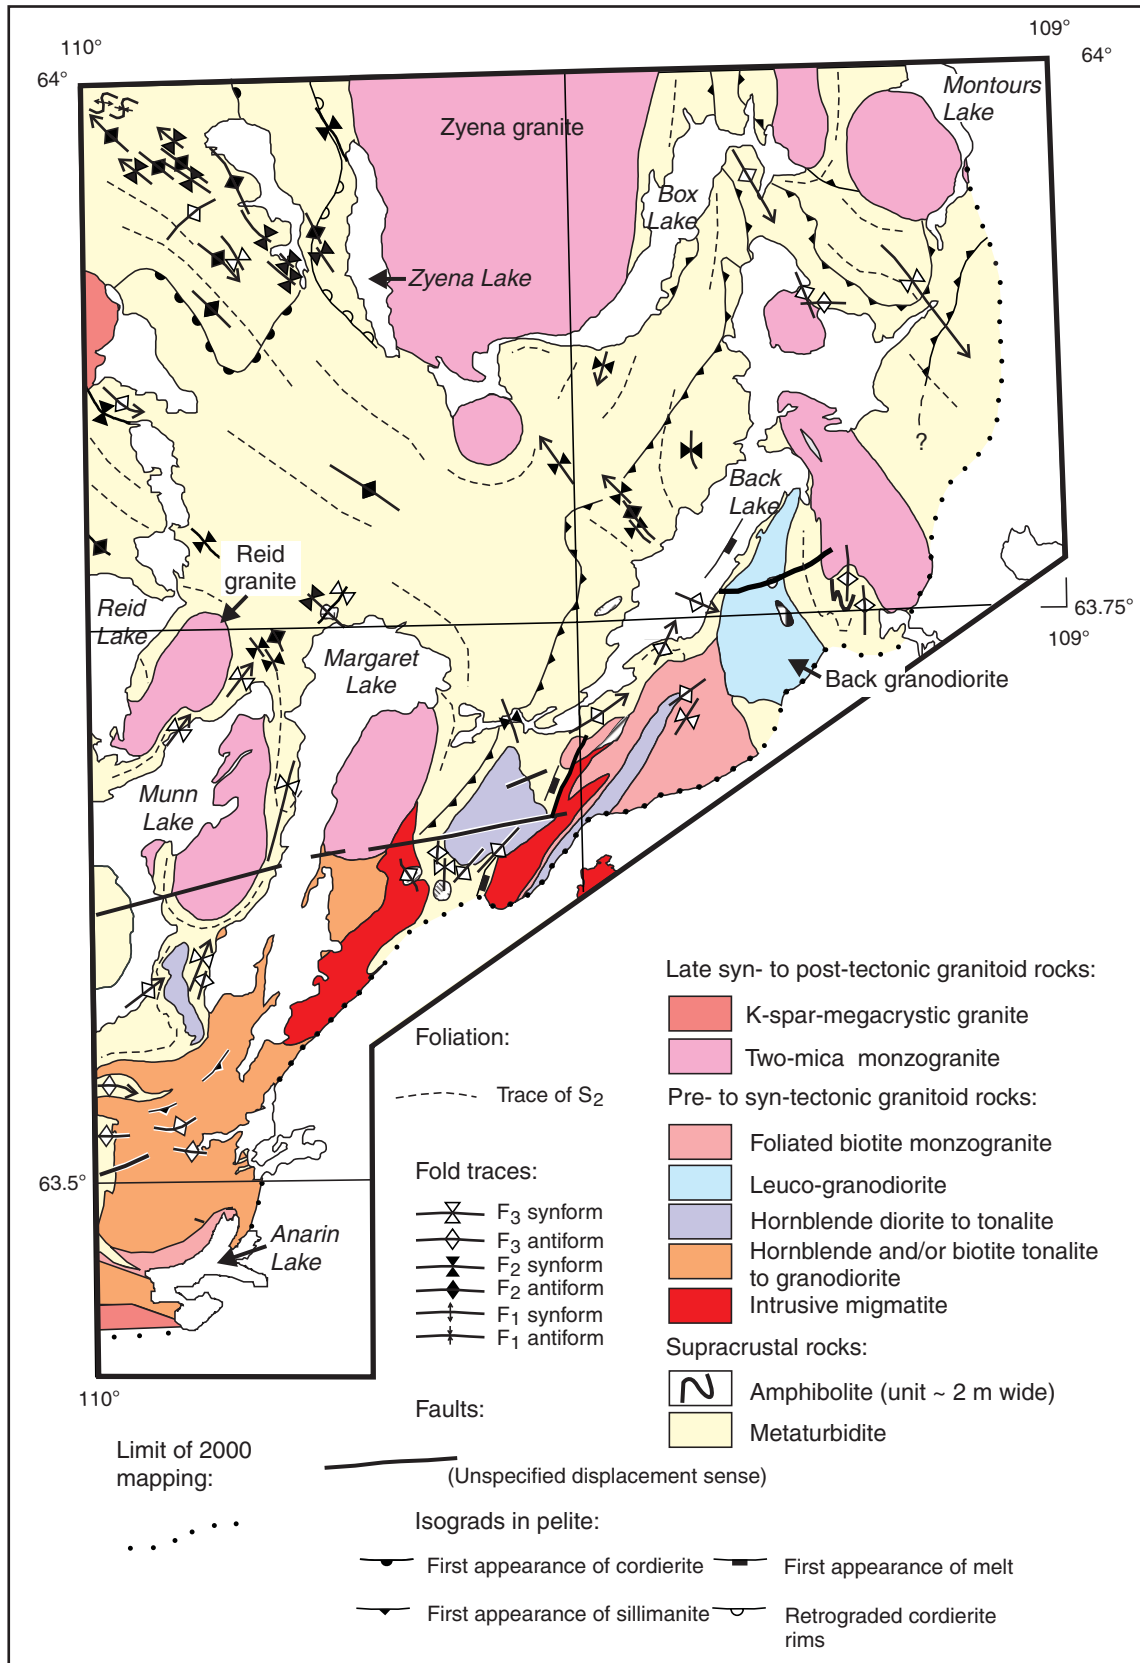 110°
109°
64°
64°
Montours
Lake
Zyena granite
Box
Lake
Zyena Lake
?
Back
Lake
Reid
granite
Reid
Lake
63.75°
109°
Margaret
Lake
Back granodiorite
Munn
Lake
63.5°
Anarin
Lake
110°
Late syn- to post-tectonic granitoid rocks:
K-spar-megacrystic granite
Two-mica monzogranite
Pre- to syn-tectonic granitoid rocks:
Foliated biotite monzogranite
Leuco-granodiorite
Hornblende diorite to tonalite
Hornblende and/or biotite tonalite
to granodiorite
Intrusive migmatite
Supracrustal rocks:
Amphibolite (unit ~ 2 m wide)
Metaturbidite
Foliation:
Trace of S2
Fold traces:
F3 synform
F3 antiform
F2 synform
F2 antiform
F1 synform
F1 antiform
Faults:
(Unspecified displacement sense)
Limit of 2000
mapping:
Isograds in pelite:
First appearance of cordierite
First appearance of melt
First appearance of sillimanite
Retrograded cordierite
rims